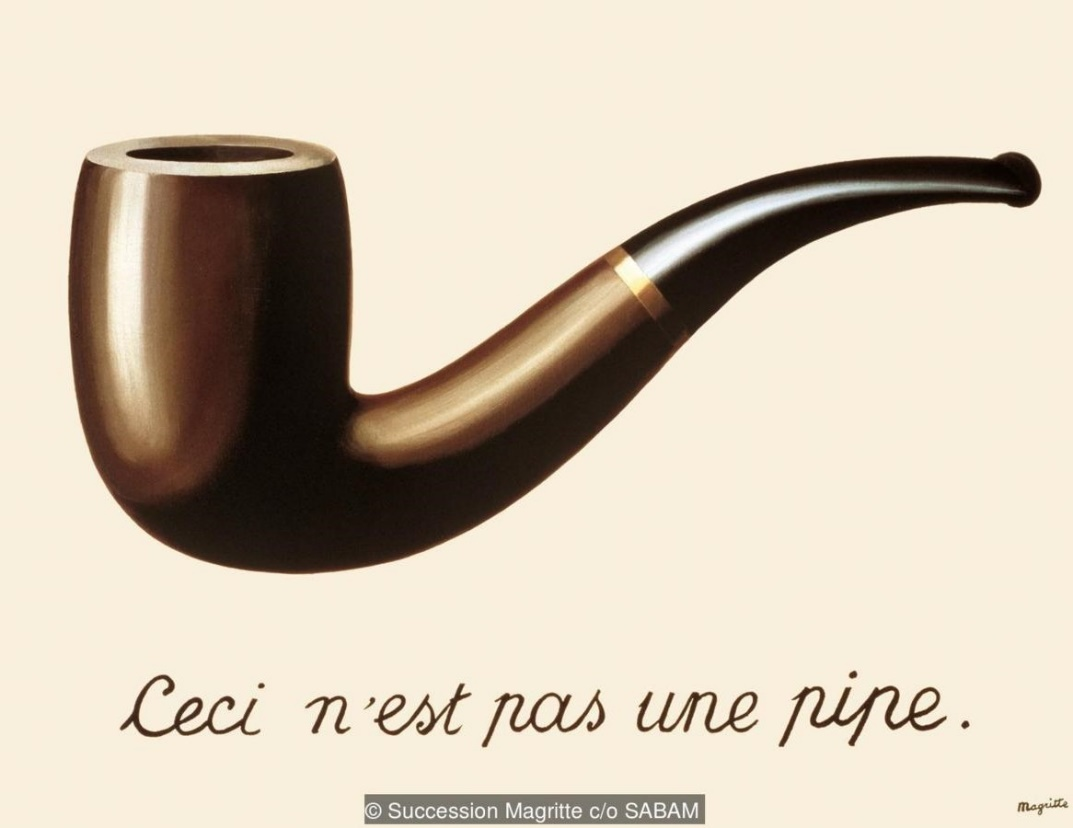 Ceci n'est pas une pipe.
Magritte
© Succession Magritte c/o SABAM